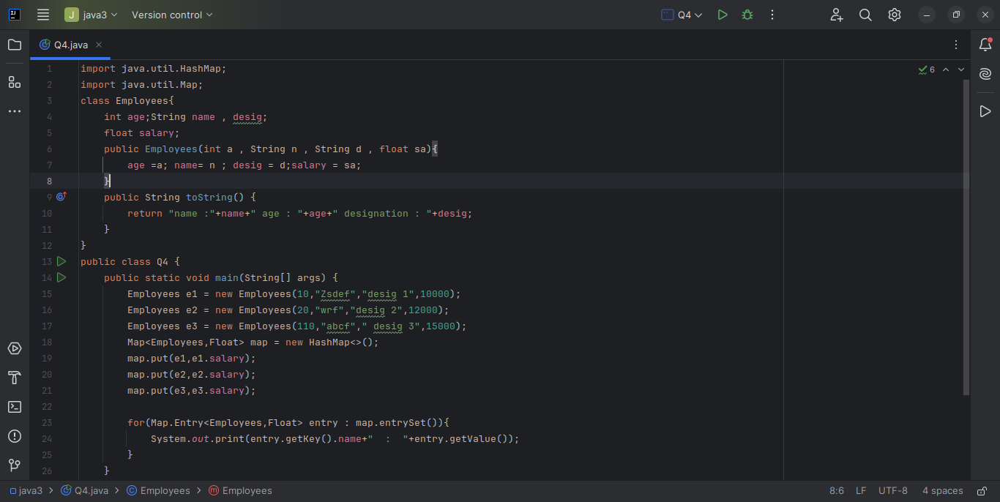 J java3 Version control Q4
Q4.java
6
1 import java.util.HashMap;
2 import java.util.Map;
3 class Employees{
4 int age;String name , desig;
5 float salary;
6 public Employees(int a , String n , String d , float sa){
7 age =a; name= n ; desig = d;salary = sa;
8 }
9 public String toString() {
10 return "name :"+name+" age : "+age+" designation : "+desig;
11 }
12 }
13 public class Q4 {
14 public static void main(String[] args) {
15 Employees e1 = new Employees(10,"Zsdef","desig 1",10000);
16 Employees e2 = new Employees(20,"wrf","desig 2",12000);
17 Employees e3 = new Employees(110,"abcf"," desig 3",15000);
18 Map<Employees,Float> map = new HashMap<>();
19 map.put(e1,e1.salary);
20 map.put(e2,e2.salary);
21 map.put(e3,e3.salary);
22
23 for(Map.Entry<Employees,Float> entry : map.entrySet()){
24 System.out.print(entry.getKey().name+"  :  "+entry.getValue());
25 }
26 }
java3 > Q4.java > Employees > Employees 8:6 LF UTF-8 4 spaces